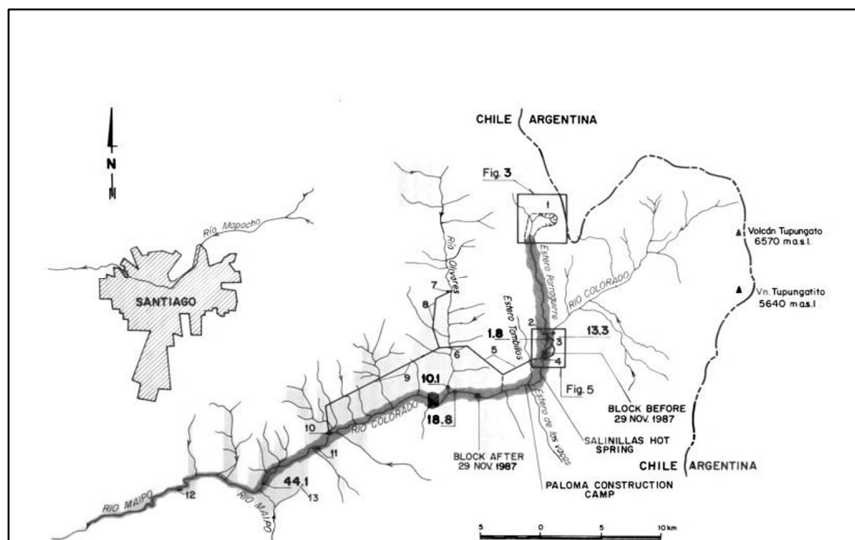 CHILE ARGENTINA
Fig. 3
1
N
Río Mapocho
SANTIAGO
Volcán Tupungato
6570 m a.s.l.
Vn. Tupungatito
5640 m a.s.l
Río Olivares
Estero Parraguirre
RIO COLORADO
Estero Tambillos
7
8
2
1.8
13.3
3
4
5
6
9
10.1
18.8
Fig. 5
BLOCK BEFORE
29 NOV. 1987
SALINILLAS HOT
SPRING
Estero de las vacas
RIO COLORADO
BLOCK AFTER
29 NOV. 1987
PALOMA CONSTRUCTION
CAMP
CHILE ARGENTINA
10
11
44.1
13
12
RIO MAIPO
RIO MAIPO
5 0 5 10 km